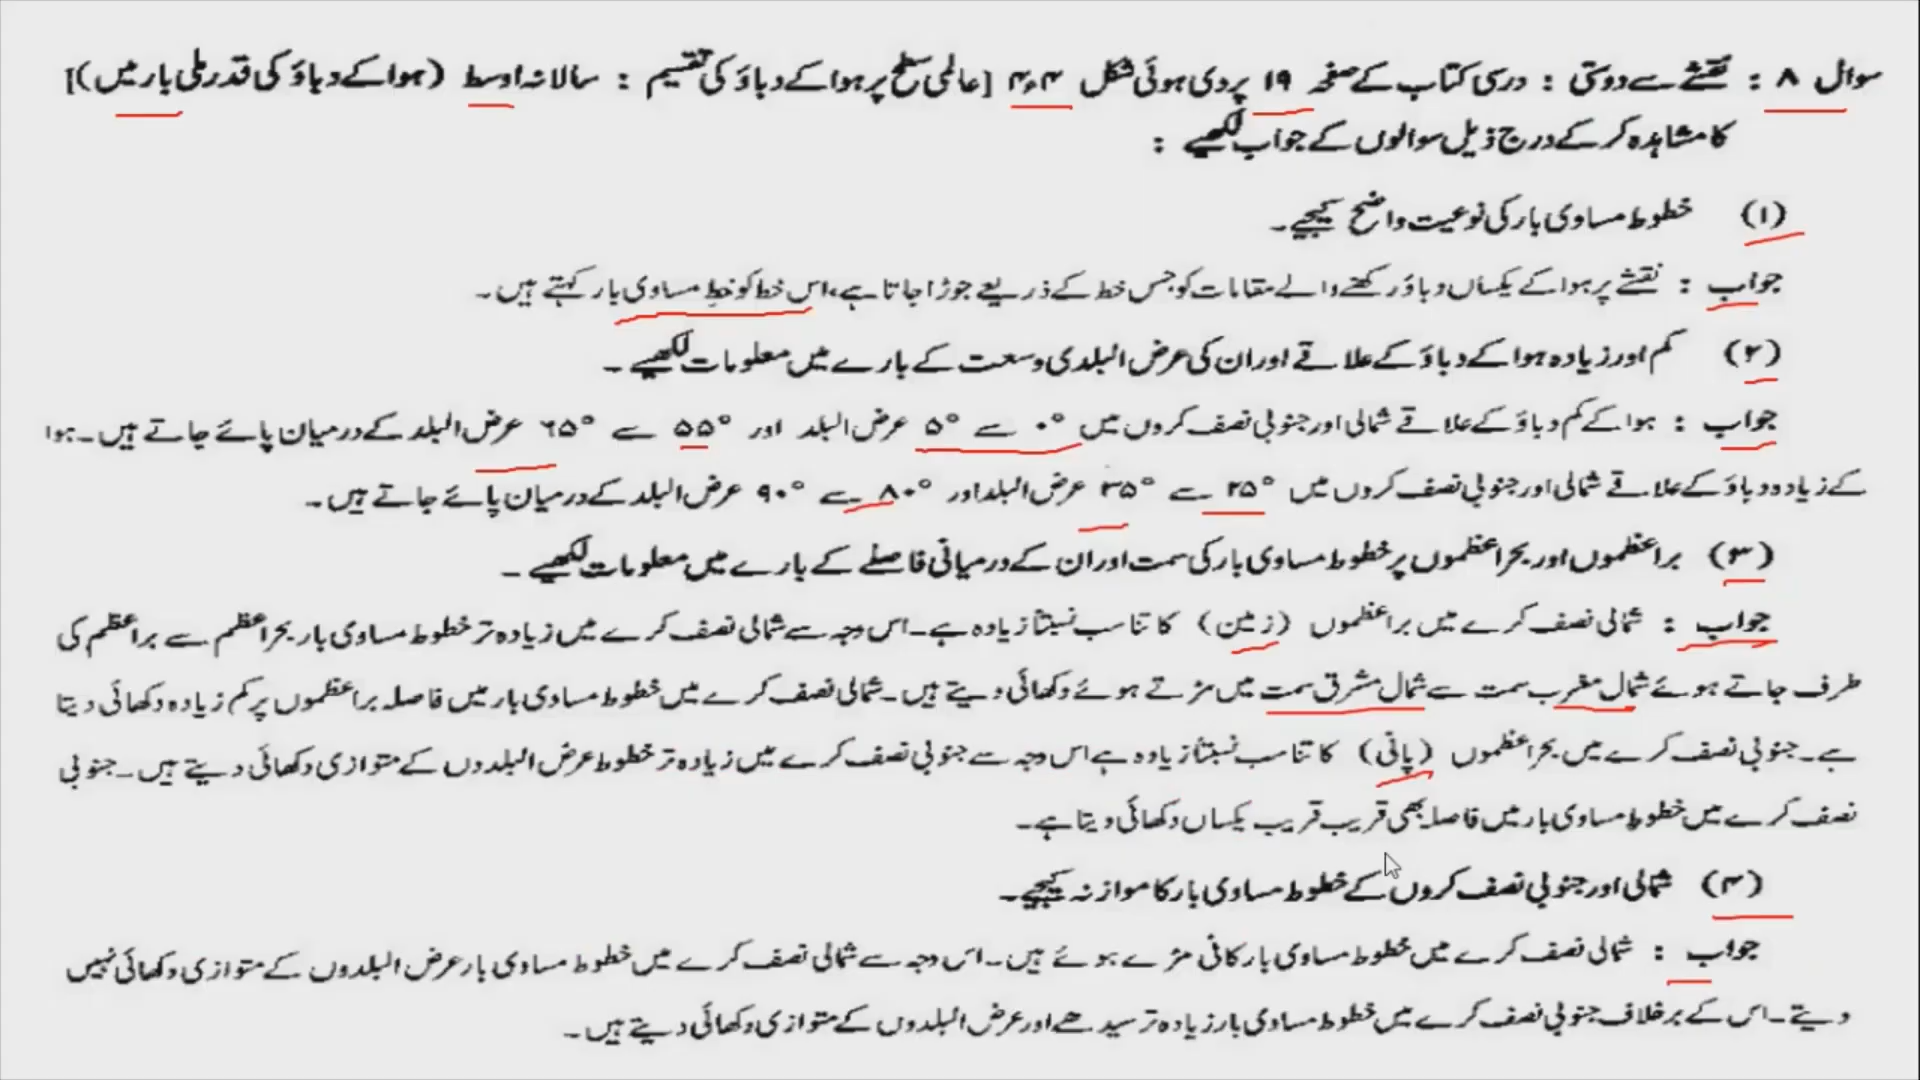 سوال ۸ : نقشے سے دوستی : درسی کتاب کے صفحہ ۱۹ پر دی ہوئی شکل ۴ء۴ [عالمی سطح پر ہوا کے دباؤ کی تقسیم : سالانہ اوسط (ہوا کے دباؤ کی قدر ملی بار میں)]
کا مشاہدہ کر کے درج ذیل سوالوں کے جواب لکھیے :
(۱) خطوط مساوی بار کی نوعیت واضح کیجیے۔
جواب : نقشے پر ہوا کے یکساں دباؤ رکھنے والے مقامات کو جس خط کے ذریعے جوڑا جاتا ہے، اس خط کو خطِ مساوی بار کہتے ہیں۔
(۲) کم اور زیادہ ہوا کے دباؤ کے علاقے اور ان کی عرض البلدی وسعت کے بارے میں معلومات لکھیے۔
جواب : ہوا کے کم دباؤ کے علاقے شمالی اور جنوبی نصف کروں میں ۰° سے ۵° عرض البلد اور ۵۵° سے ۶۵° عرض البلد کے درمیان پائے جاتے ہیں۔ ہوا
کے زیادہ دباؤ کے علاقے شمالی اور جنوبی نصف کروں میں ۲۵° سے ۳۵° عرض البلد اور ۸۰° سے ۹۰° عرض البلد کے درمیان پائے جاتے ہیں۔
(۳) براعظموں اور بحراعظموں پر خطوط مساوی بار کی سمت اور ان کے درمیانی فاصلے کے بارے میں معلومات لکھیے۔
جواب : شمالی نصف کرے میں براعظموں (زمین) کا تناسب نسبتاً زیادہ ہے۔ اس وجہ سے شمالی نصف کرے میں زیادہ تر خطوط مساوی بار بحراعظم سے براعظم کی
طرف جاتے ہوئے شمال مغرب سمت سے شمال مشرق سمت میں مڑتے ہوئے دکھائی دیتے ہیں۔ شمالی نصف کرے میں خطوط مساوی بار میں فاصلہ براعظموں پر کم زیادہ دکھائی دیتا
ہے۔ جنوبی نصف کرے میں بحراعظموں (پانی) کا تناسب نسبتاً زیادہ ہے اس وجہ سے جنوبی نصف کرے میں زیادہ تر خطوط عرض البلدوں کے متوازی دکھائی دیتے ہیں۔ جنوبی
نصف کرے میں خطوط مساوی بار میں فاصلہ بھی قریب قریب یکساں دکھائی دیتا ہے۔
(۴) شمالی اور جنوبی نصف کروں کے خطوط مساوی بار کا موازنہ کیجیے۔
جواب : شمالی نصف کرے میں خطوط مساوی بار کافی مڑے ہوئے ہیں۔ اس وجہ سے شمالی نصف کرے میں خطوط مساوی بار عرض البلدوں کے متوازی دکھائی نہیں
دیتے۔ اس کے برخلاف جنوبی نصف کرے میں خطوط مساوی بار زیادہ تر سیدھے اور عرض البلدوں کے متوازی دکھائی دیتے ہیں۔